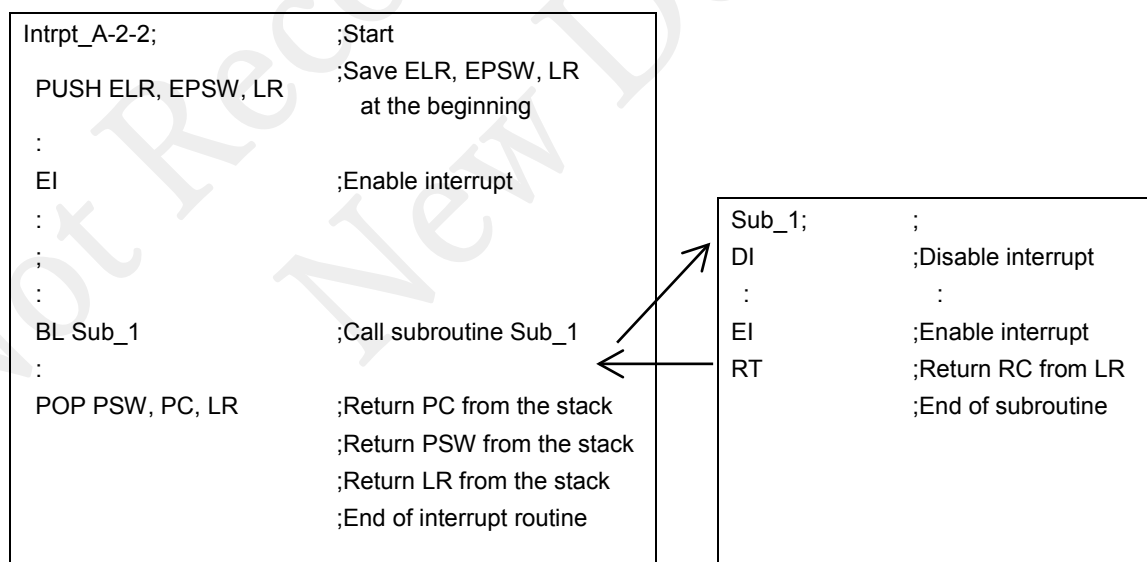 Intrpt_A-2-2; ;Start
PUSH ELR, EPSW, LR ;Save ELR, EPSW, LR
at the beginning
:
EI ;Enable interrupt
:
;
:
BL Sub_1 ;Call subroutine Sub_1
:
POP PSW, PC, LR ;Return PC from the stack
;Return PSW from the stack
;Return LR from the stack
;End of interrupt routine
Sub_1; ;
DI ;Disable interrupt
: :
EI ;Enable interrupt
RT ;Return RC from LR
;End of subroutine
Not Reco
New D